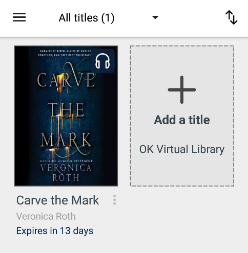 All titles (1)
CARVE
THE
MARK
VERONICA
ROTH
Add a title
OK Virtual Library
Carve the Mark
Veronica Roth
Expires in 13 days